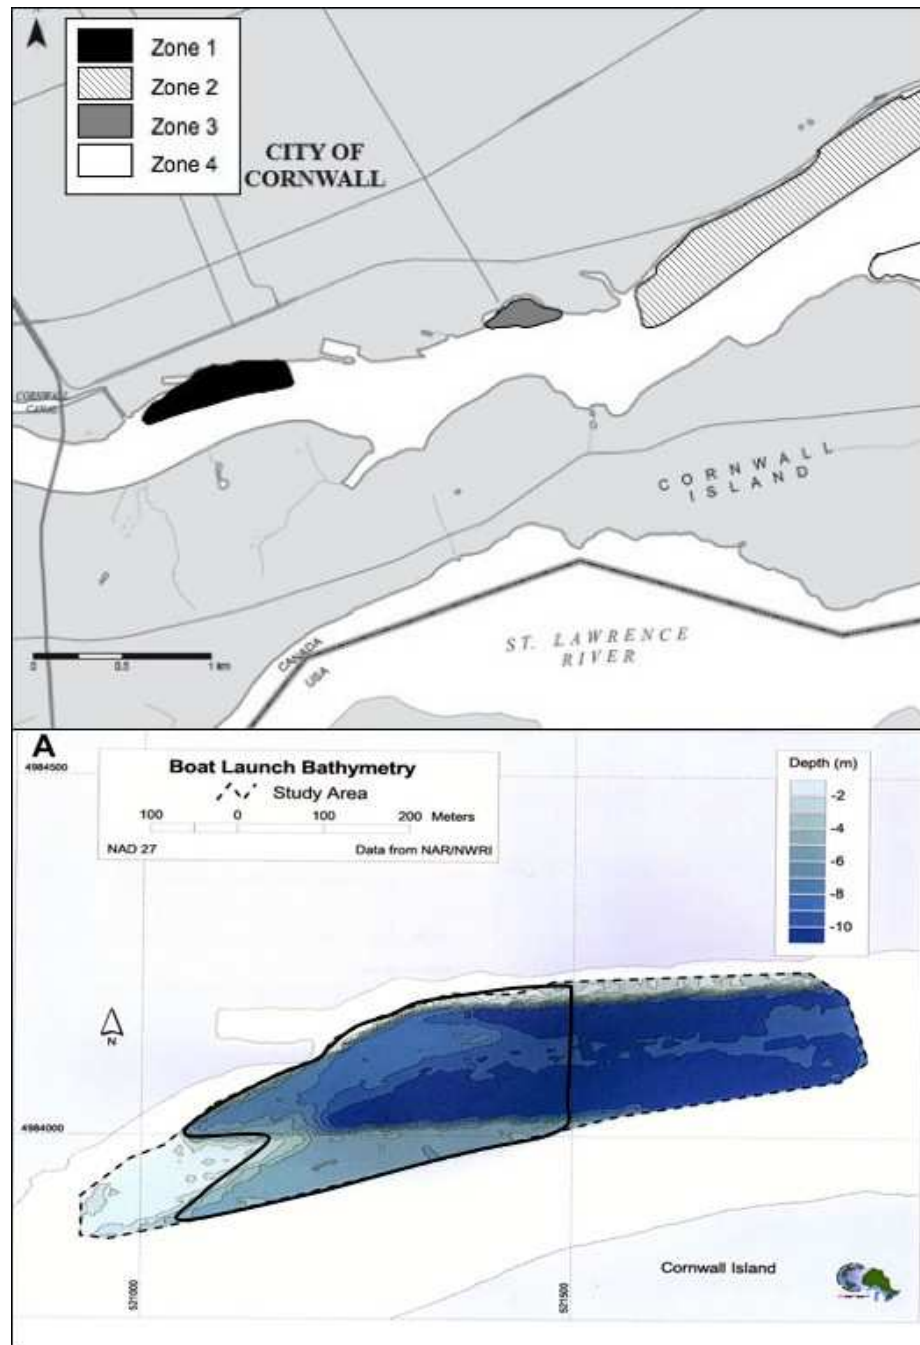 Zone 1
Zone 2
Zone 3
Zone 4
CITY OF
CORNWALL
CORNWALL
CANAL
CORNWALL
ISLAND
ST. LAWRENCE
RIVER
CANADA
USA
0 0.5 1 km
A
Boat Launch Bathymetry
Study Area
100 0 100 200 Meters
NAD 27 Data from NAR/NWRI
Depth (m)
-2
-4
-6
-8
-10
4984500
N
4984000
521000
521500
Cornwall Island